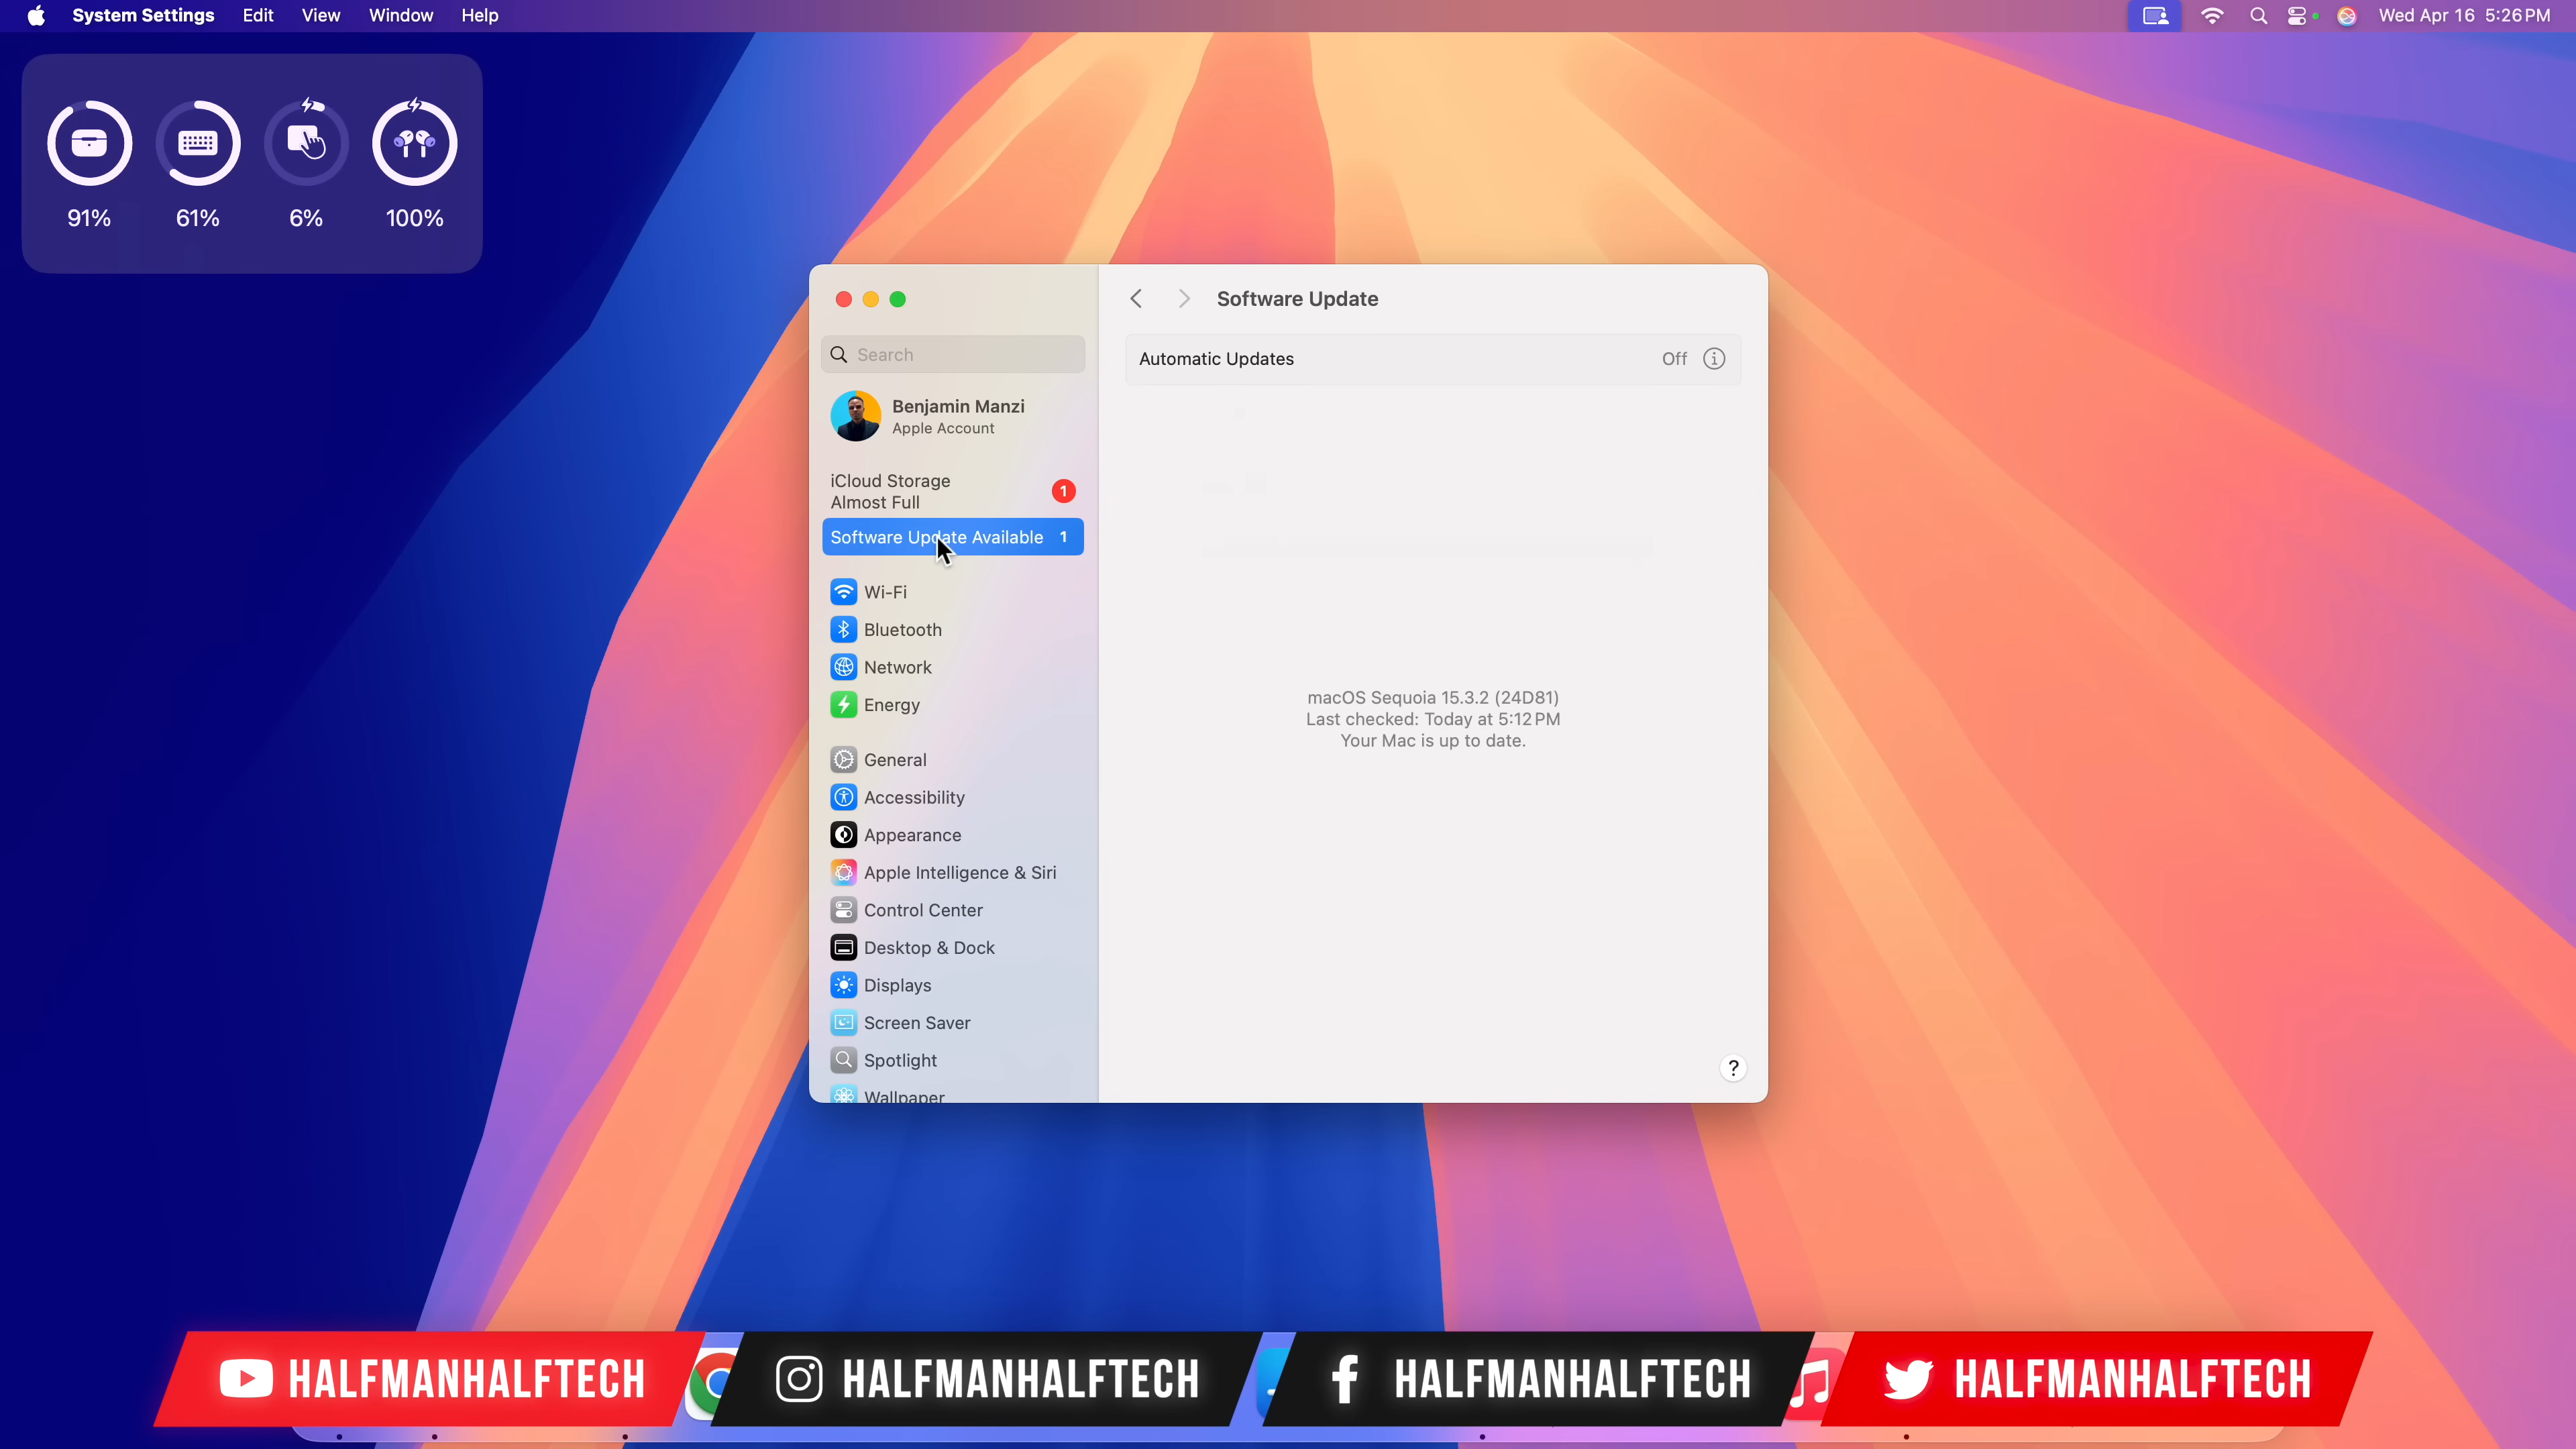 System Settings Edit View Window Help
Wed Apr 16 5:26 PM
91% 61% 6% 100%
Search
Benjamin Manzi
Apple Account
iCloud Storage
Almost Full
1
Software Update Available 1
Wi-Fi
Bluetooth
Network
Energy
General
Accessibility
Appearance
Apple Intelligence & Siri
Control Center
Desktop & Dock
Displays
Screen Saver
Spotlight
Wallpaper
Software Update
Automatic Updates Off
macOS Sequoia 15.3.2 (24D81)
Last checked: Today at 5:12 PM
Your Mac is up to date.
?
HALFMANHALFTECH HALFMANHALFTECH HALFMANHALFTECH HALFMANHALFTECH